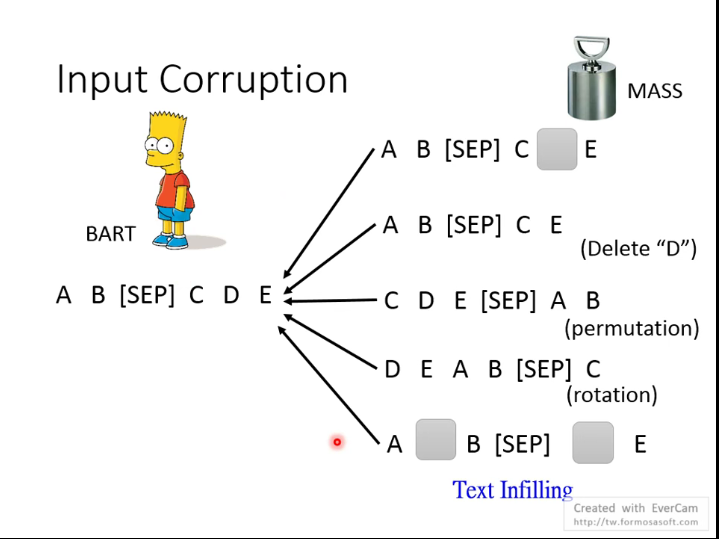 Input Corruption
MASS
BART
A B [SEP] C E
A B [SEP] C E
(Delete “D”)
A B [SEP] C D E
C D E [SEP] A B
(permutation)
D E A B [SEP] C
(rotation)
A B [SEP] E
Text Infilling
Created with EverCam
http://tw.formosasoft.com